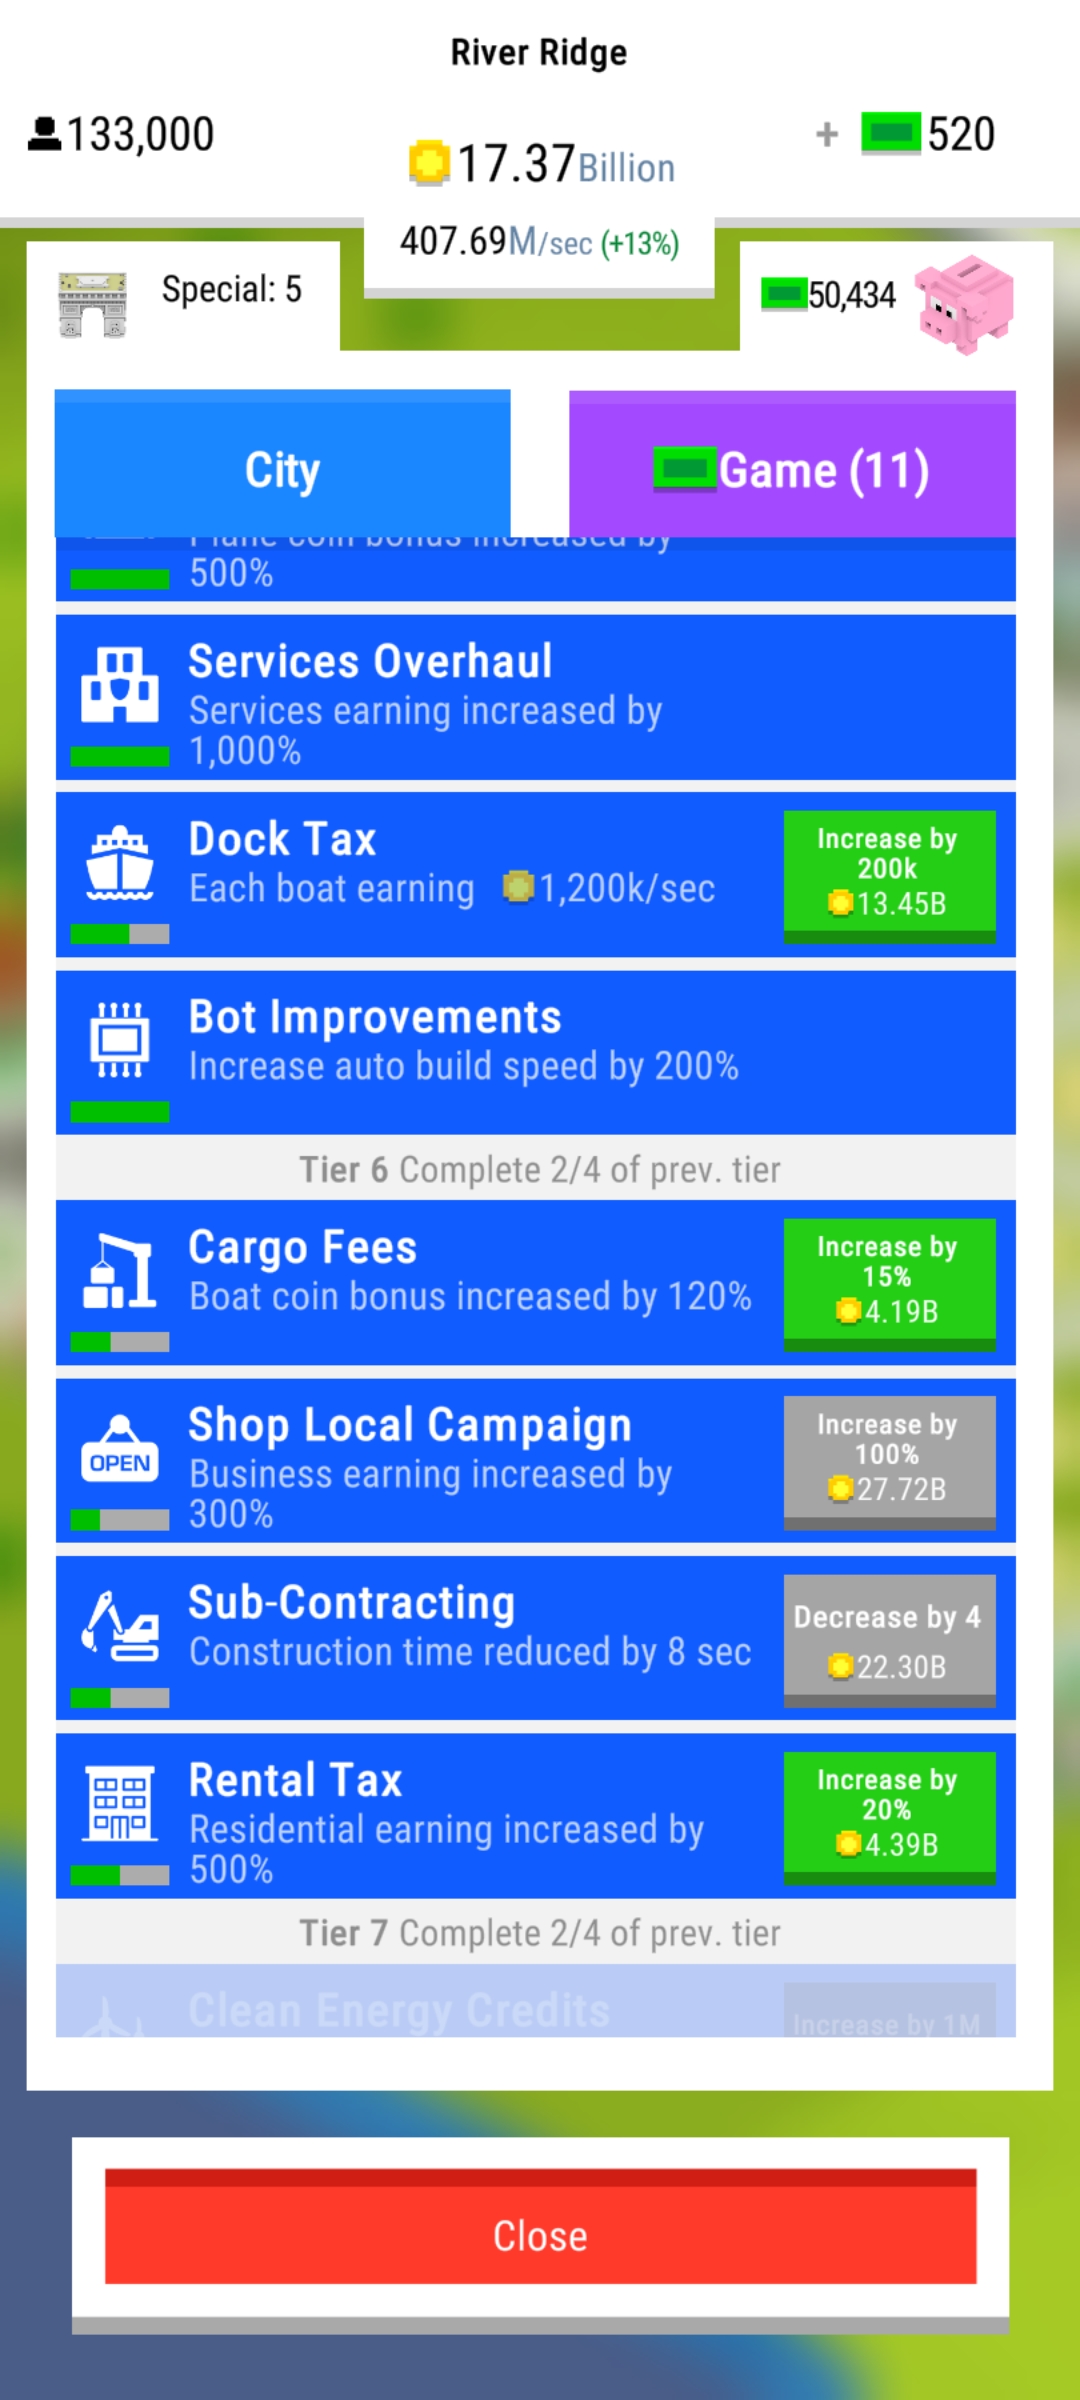 River Ridge
133,000
17.37Billion
+ 520
407.69M/sec (+13%)
Special: 5
50,434
City
Game (11)
Plane coin bonus increased by
500%
Services Overhaul
Services earning increased by
1,000%
Dock Tax
Each boat earning 1,200k/sec
Increase by
200k
13.45B
Bot Improvements
Increase auto build speed by 200%
Tier 6 Complete 2/4 of prev. tier
Cargo Fees
Boat coin bonus increased by 120%
Increase by
15%
4.19B
Shop Local Campaign
Business earning increased by
300%
OPEN
Increase by
100%
27.72B
Sub-Contracting
Construction time reduced by 8 sec
Decrease by 4
22.30B
Rental Tax
Residential earning increased by
500%
Increase by
20%
4.39B
Tier 7 Complete 2/4 of prev. tier
Clean Energy Credits
Increase by 1M
Close